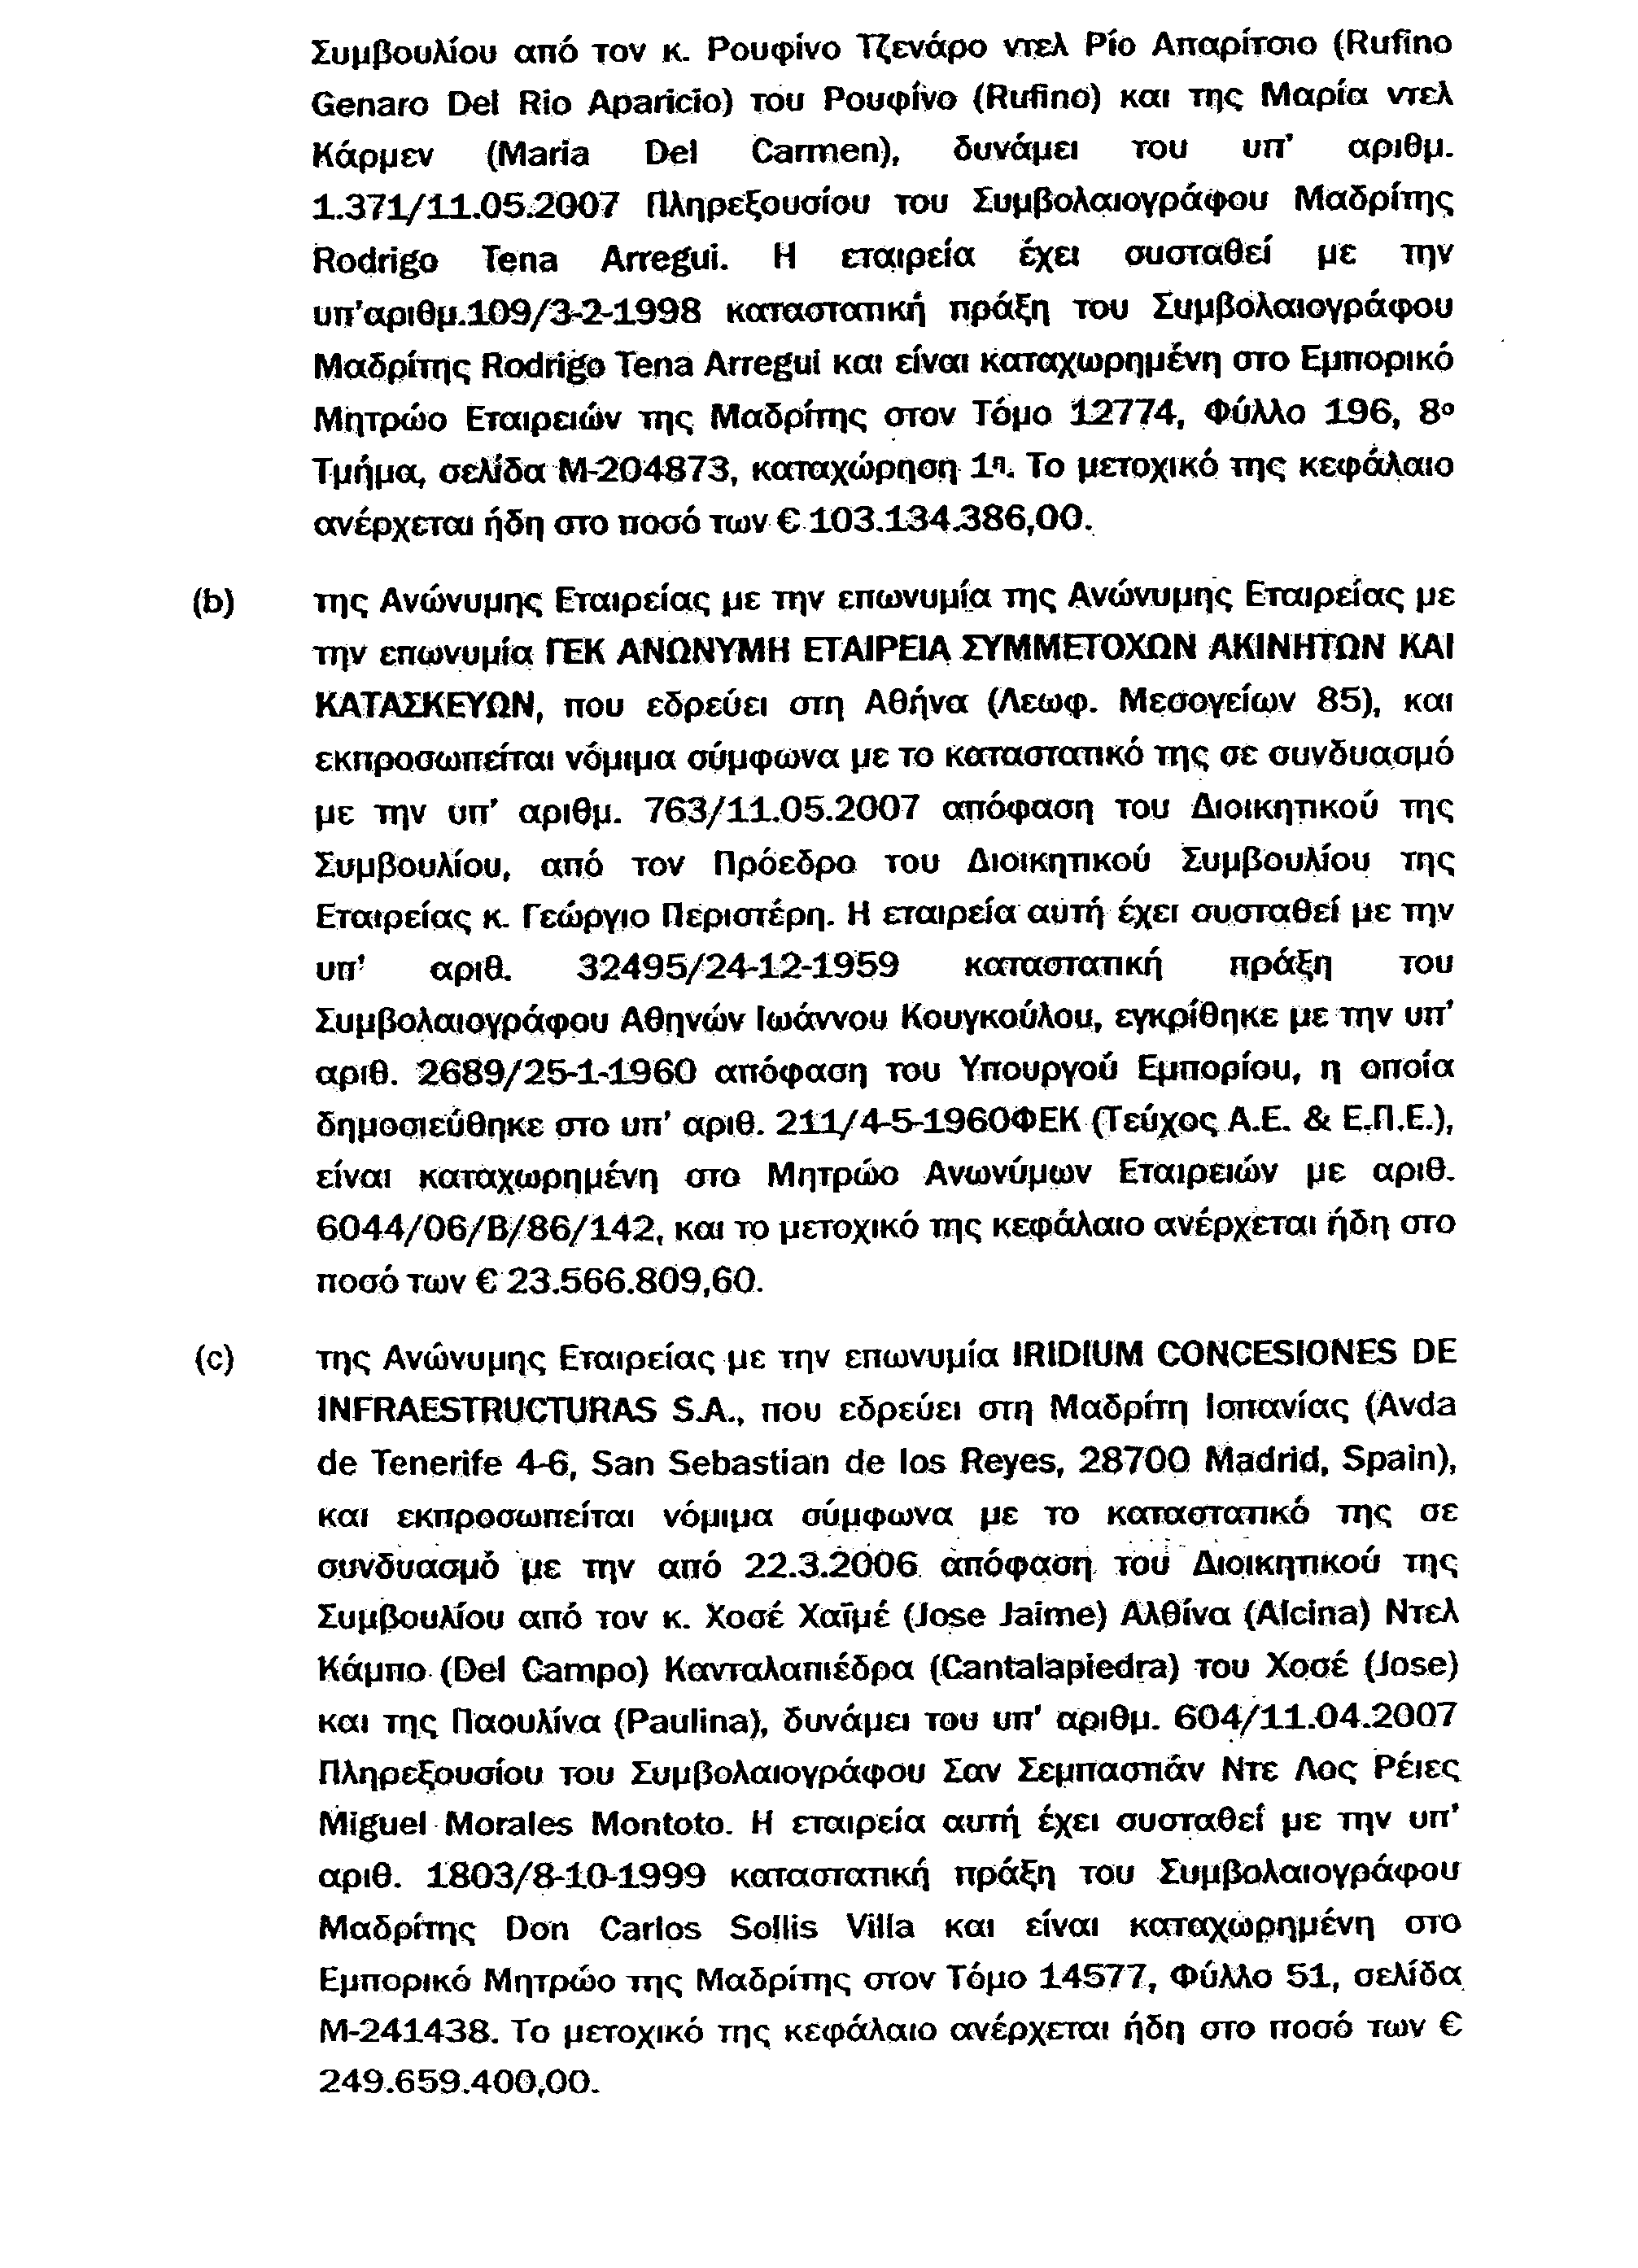 Συμβουλίου από τον κ. Ρουφίνο Τζενάρο ντελ Ρίο Απαρίτσιο (Rufino
Genaro Del Rio Aparicio) του Ρουφίνο (Rufino) και της Μαρία ντελ
Κάρμεν (Maria Del Carmen), δυνάμει του υπ' αριθμ.
1.371/11.05.2007 Πληρεξουσίου του Συμβολαιογράφου Μαδρίτης
Rodrigo Tena Arregui. Η εταιρεία έχει συσταθεί με την
υπ'αριθμ.109/3-2-1998 καταστατική πράξη του Συμβολαιογράφου
Μαδρίτης Rodrigo Tena Arregui και είναι καταχωρημένη στο Εμπορικό
Μητρώο Εταιρειών της Μαδρίτης στον Τόμο 12774, Φύλλο 196, 8ο
Τμήμα, σελίδα Μ-204873, καταχώρηση 1η. Το μετοχικό της κεφάλαιο
ανέρχεται ήδη στο ποσό των € 103.134.386,00.
(b) της Ανώνυμης Εταιρείας με την επωνυμία της Ανώνυμης Εταιρείας με
την επωνυμία ΓΕΚ ΑΝΩΝΥΜΗ ΕΤΑΙΡΕΙΑ ΣΥΜΜΕΤΟΧΩΝ ΑΚΙΝΗΤΩΝ ΚΑΙ
ΚΑΤΑΣΚΕΥΩΝ, που εδρεύει στη Αθήνα (Λεωφ. Μεσογείων 85), και
εκπροσωπείται νόμιμα σύμφωνα με το καταστατικό της σε συνδυασμό
με την υπ' αριθμ. 763/11.05.2007 απόφαση του Διοικητικού της
Συμβουλίου, από τον Πρόεδρο του Διοικητικού Συμβουλίου της
Εταιρείας κ. Γεώργιο Περιστέρη. Η εταιρεία αυτή έχει συσταθεί με την
υπ' αριθ. 32495/24-12-1959 καταστατική πράξη του
Συμβολαιογράφου Αθηνών Ιωάννου Κουγκούλου, εγκρίθηκε με την υπ'
αριθ. 2689/25-1-1960 απόφαση του Υπουργού Εμπορίου, η οποία
δημοσιεύθηκε στο υπ' αριθ. 211/4-5-1960ΦΕΚ (Τεύχος Α.Ε. & Ε.Π.Ε.),
είναι καταχωρημένη στο Μητρώο Ανωνύμων Εταιρειών με αριθ.
6044/06/Β/86/142, και το μετοχικό της κεφάλαιο ανέρχεται ήδη στο
ποσό των € 23.566.809,60.
(c) της Ανώνυμης Εταιρείας με την επωνυμία IRIDIUM CONCESIONES DE
INFRAESTRUCTURAS S.A., που εδρεύει στη Μαδρίτη Ισπανίας (Avda
de Tenerife 4-6, San Sebastian de los Reyes, 28700 Madrid, Spain),
και εκπροσωπείται νόμιμα σύμφωνα με το καταστατικό της σε
συνδυασμό με την από 22.3.2006 απόφαση του Διοικητικού της
Συμβουλίου από τον κ. Χοσέ Χαϊμέ (Jose Jaime) Αλθίνα (Alcina) Ντελ
Κάμπο (Del Campo) Κανταλαπιέδρα (Cantalapiedra) του Χοσέ (Jose)
και της Παουλίνα (Paulina), δυνάμει του υπ' αριθμ. 604/11.04.2007
Πληρεξουσίου του Συμβολαιογράφου Σαν Σεμπαστιάν Ντε Λος Ρέιες
Miguel Morales Montoto. Η εταιρεία αυτή έχει συσταθεί με την υπ'
αριθ. 1803/8-10-1999 καταστατική πράξη του Συμβολαιογράφου
Μαδρίτης Don Carlos Sollis Villa και είναι καταχωρημένη στο
Εμπορικό Μητρώο της Μαδρίτης στον Τόμο 14577, Φύλλο 51, σελίδα
Μ-241438. Το μετοχικό της κεφάλαιο ανέρχεται ήδη στο ποσό των €
249.659.400,00.